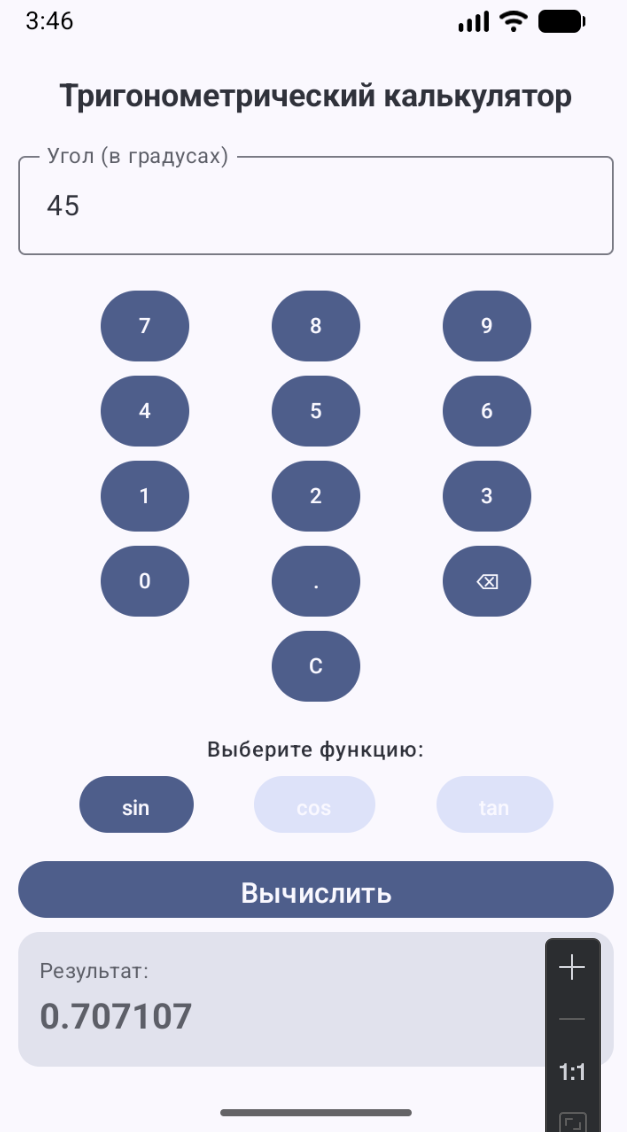 3:46
Тригонометрический калькулятор
Угол (в градусах)
45
7 8 9
4 5 6
1 2 3
0 . ⌫
C
Выберите функцию:
sin cos tan
Вычислить
Результат:
0.707107
1:1